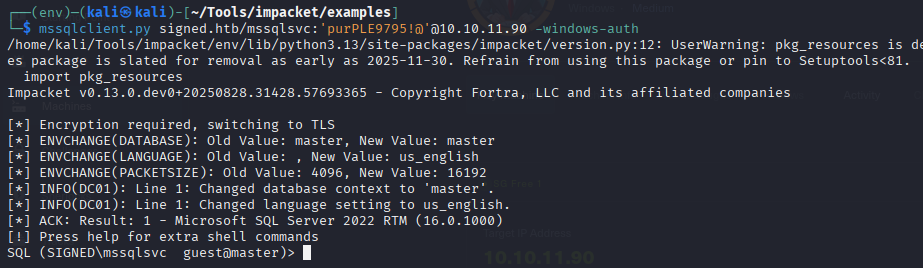 ┌──(env)─(kali㉿kali)-[~/Tools/impacket/examples]
└─$ mssqlclient.py signed.htb/mssqlsvc:'purPLE9795!@'@10.10.11.90 -windows-auth
/home/kali/Tools/impacket/env/lib/python3.13/site-packages/impacket/version.py:12: UserWarning: pkg_resources is de
es package is slated for removal as early as 2025-11-30. Refrain from using this package or pin to Setuptools<81.
  import pkg_resources
Impacket v0.13.0.dev0+20250828.31428.57693365 - Copyright Fortra, LLC and its affiliated companies

[*] Encryption required, switching to TLS
[*] ENVCHANGE(DATABASE): Old Value: master, New Value: master
[*] ENVCHANGE(LANGUAGE): Old Value: , New Value: us_english
[*] ENVCHANGE(PACKETSIZE): Old Value: 4096, New Value: 16192
[*] INFO(DC01): Line 1: Changed database context to 'master'.
[*] INFO(DC01): Line 1: Changed language setting to us_english.
[*] ACK: Result: 1 - Microsoft SQL Server 2022 RTM (16.0.1000)
[!] Press help for extra shell commands
SQL (SIGNED\mssqlsvc  guest@master)>
10.10.11.90